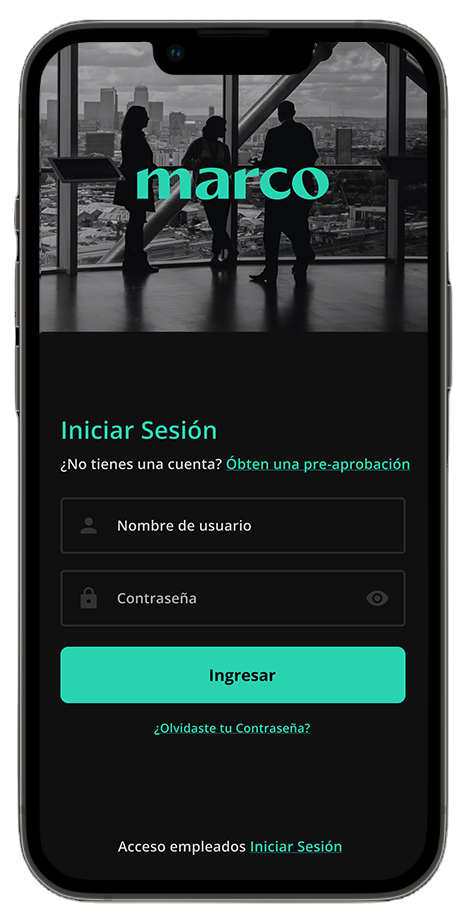 marco
Iniciar Sesión
¿No tienes una cuenta? Óbten una pre-aprobación
Nombre de usuario
Contraseña
Ingresar
¿Olvidaste tu Contraseña?
Acceso empleados Iniciar Sesión